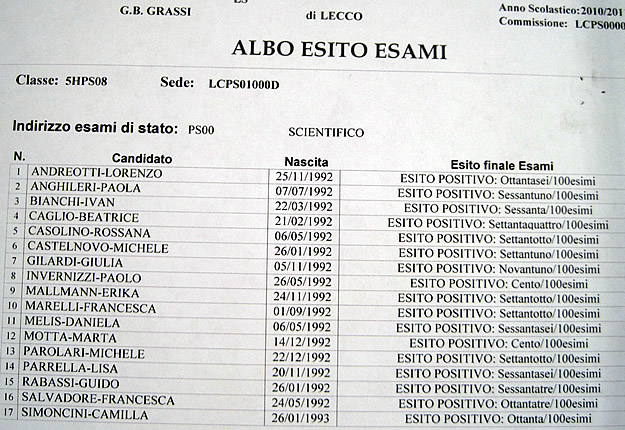 G.B. GRASSI di LECCO Anno Scolastico: 2010/201
Commissione: LCPS0000
ALBO ESITO ESAMI
Classe: 5HPS08 Sede: LCPS01000D
Indirizzo esami di stato: PS00 SCIENTIFICO
N. Candidato Nascita Esito finale Esami
1 ANDREOTTI-LORENZO 25/11/1992 ESITO POSITIVO: Ottantasei/100esimi
2 ANGHILERI-PAOLA 07/07/1992 ESITO POSITIVO: Sessantuno/100esimi
3 BIANCHI-IVAN 22/03/1992 ESITO POSITIVO: Sessanta/100esimi
4 CAGLIO-BEATRICE 21/02/1992 ESITO POSITIVO: Settantaquattro/100esimi
5 CASOLINO-ROSSANA 06/05/1992 ESITO POSITIVO: Settantotto/100esimi
6 CASTELNOVO-MICHELE 26/01/1992 ESITO POSITIVO: Settantuno/100esimi
7 GILARDI-GIULIA 05/11/1992 ESITO POSITIVO: Novantuno/100esimi
8 INVERNIZZI-PAOLO 26/05/1992 ESITO POSITIVO: Cento/100esimi
9 MALLMANN-ERIKA 24/11/1992 ESITO POSITIVO: Settantotto/100esimi
10 MARELLI-FRANCESCA 01/09/1992 ESITO POSITIVO: Settantotto/100esimi
11 MELIS-DANIELA 06/05/1992 ESITO POSITIVO: Sessantasei/100esimi
12 MOTTA-MARTA 14/12/1992 ESITO POSITIVO: Cento/100esimi
13 PAROLARI-MICHELE 22/12/1992 ESITO POSITIVO: Settantotto/100esimi
14 PARRELLA-LISA 20/11/1992 ESITO POSITIVO: Sessantasei/100esimi
15 RABASSI-GUIDO 26/01/1992 ESITO POSITIVO: Sessantatre/100esimi
16 SALVADORE-FRANCESCA 24/05/1992 ESITO POSITIVO: Ottantatre/100esimi
17 SIMONCINI-CAMILLA 26/01/1993 ESITO POSITIVO: Ottanta/100esimi